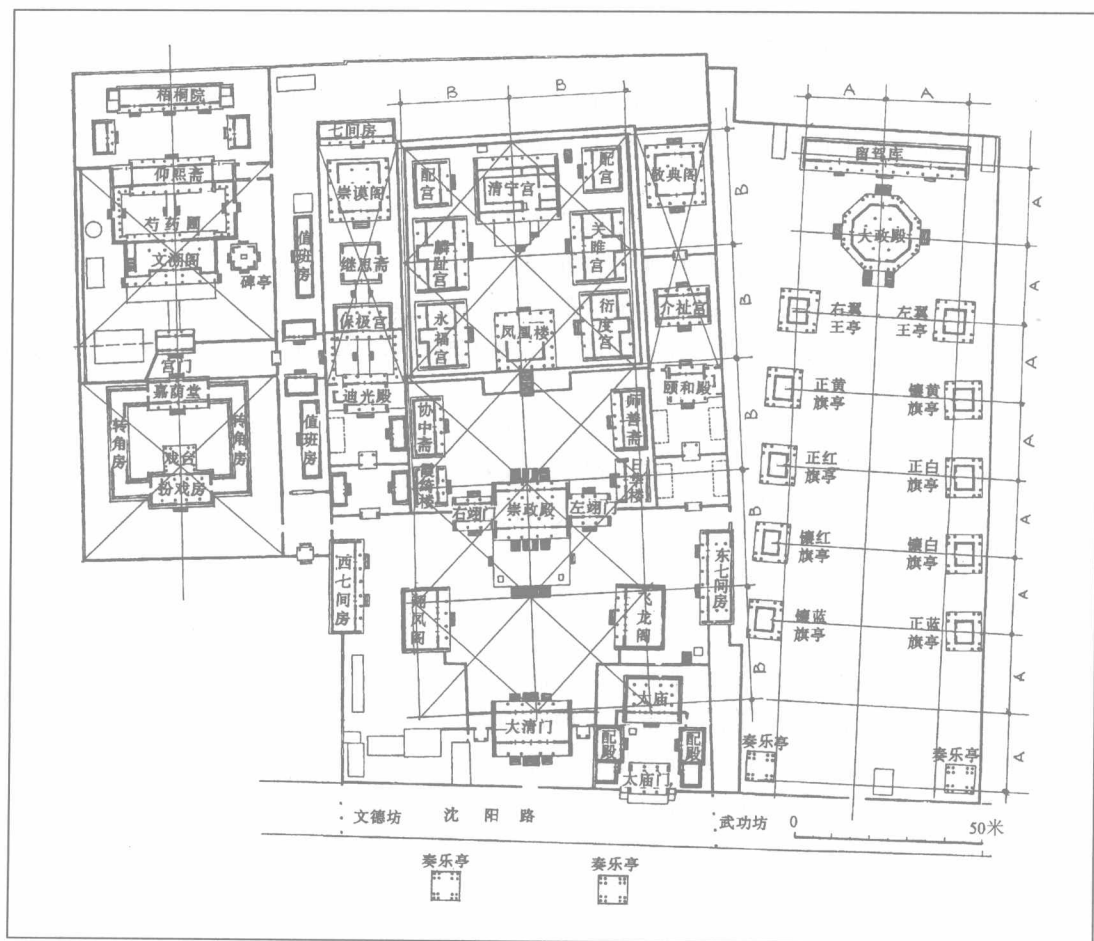 B B
A A
梧桐院
七间房
仰熙斋
崇谟阁
配宫
清宁宫
配宫
敬典阁
留驾库
A
B
大政殿
芍药圃
文溯阁
碑亭
值班房
继思斋
麟趾宫
关雎宫
A
右翼
王亭
左翼
王亭
B
介祉宫
保极宫
永福宫
凤凰楼
衍庆宫
A
宫门
嘉荫堂
迪光殿
颐和殿
正黄
旗亭
镶黄
旗亭
转角房
转角房
值班房
协中斋
师善斋
B
A
戏台
扮戏房
霞绮楼
日华楼
正红
旗亭
正白
旗亭
右翊门
崇政殿
左翊门
B
A
西七间房
东七间房
镶红
旗亭
镶白
旗亭
翔凤阁
飞龙阁
A
镶蓝
旗亭
正蓝
旗亭
B
A
太庙
大清门
配殿
配殿
太庙门
奏乐亭
奏乐亭
A
文德坊
沈阳路
武功坊
0 50米
奏乐亭
奏乐亭